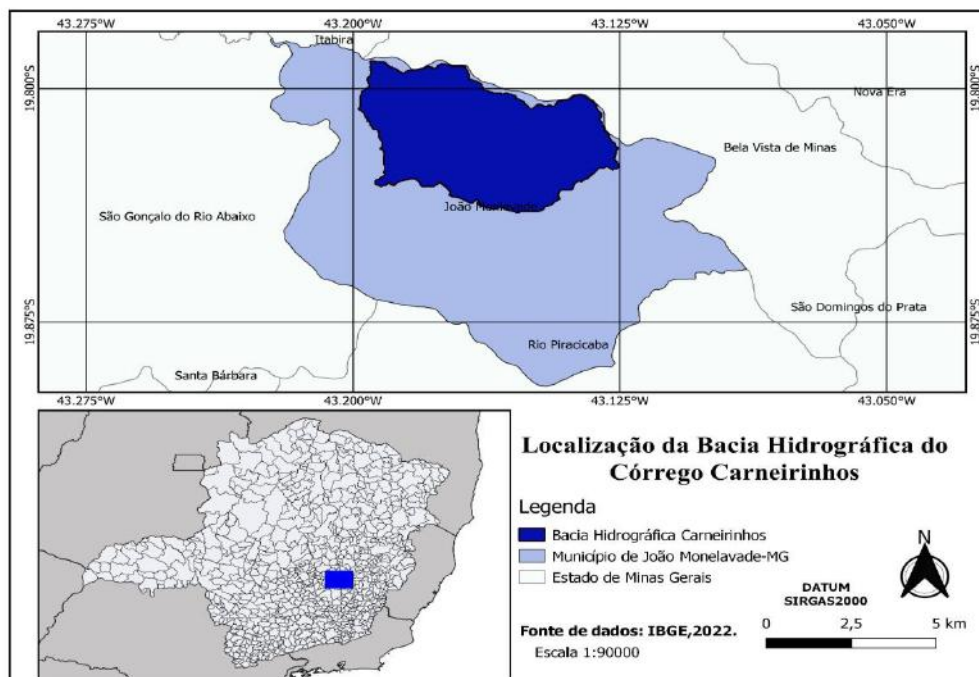 43.275°W 43.200°W 43.125°W 43.050°W
Itabira
19.800°S 19.800°S
Nova Era
Bela Vista de Minas
São Gonçalo do Rio Abaixo
João Monlevade
São Domingos do Prata
19.875°S 19.875°S
Rio Piracicaba
Santa Bárbara
43.275°W 43.200°W 43.125°W 43.050°W
Localização da Bacia Hidrográfica do
Córrego Carneirinhos
Legenda
Bacia Hidrográfica Carneirinhos
Município de João Monelavade-MG
Estado de Minas Gerais
N
DATUM
SIRGAS2000
0 2,5 5 km
Fonte de dados: IBGE,2022.
Escala 1:90000